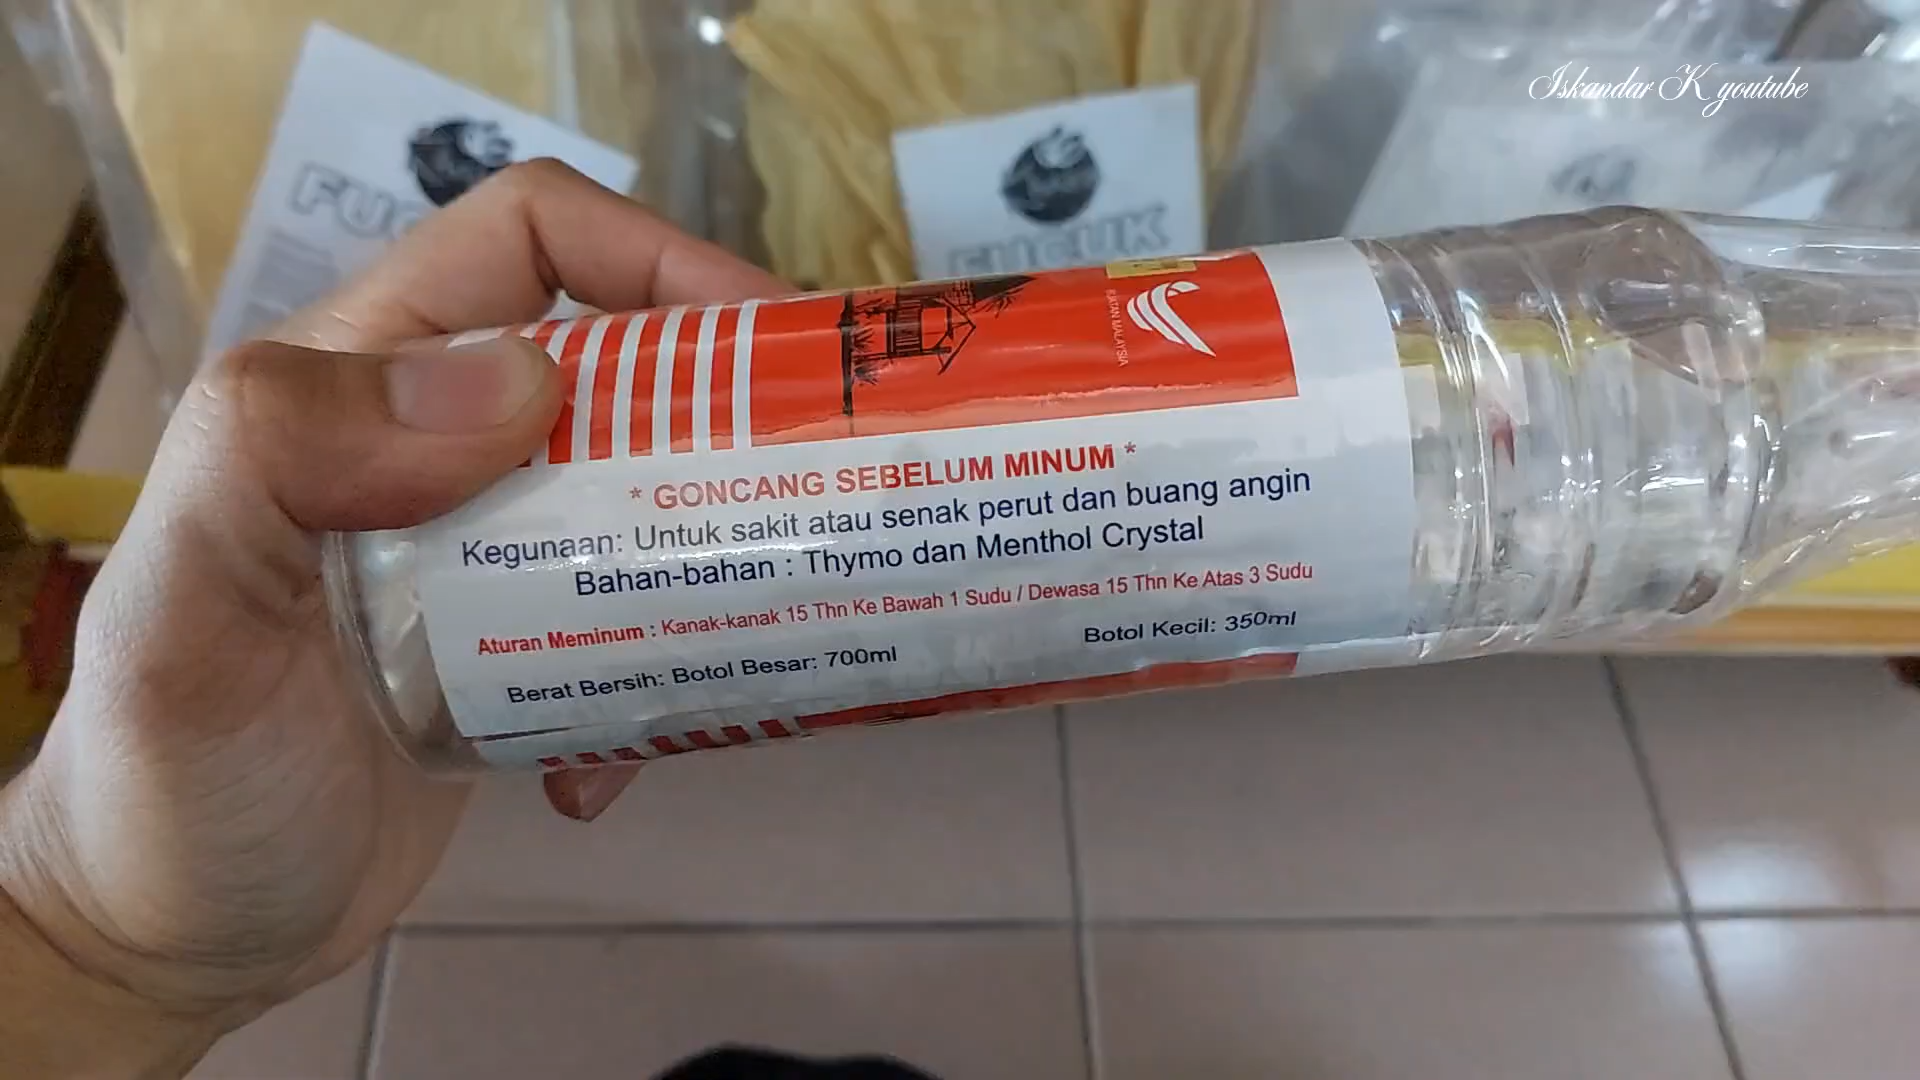 Iskandar K youtube
FUCUK
* GONCANG SEBELUM MINUM *
Kegunaan: Untuk sakit atau senak perut dan buang angin
Bahan-bahan : Thymo dan Menthol Crystal
Aturan Meminum : Kanak-kanak 15 Thn Ke Bawah 1 Sudu / Dewasa 15 Thn Ke Atas 3 Sudu
Berat Bersih: Botol Besar: 700ml
Botol Kecil: 350ml